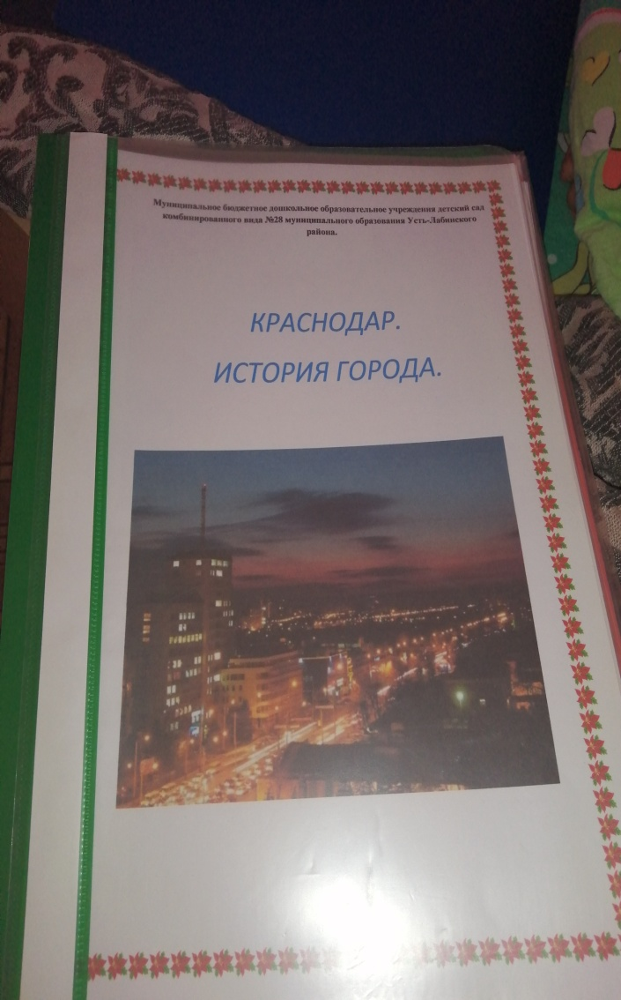 Муниципальное бюджетное дошкольное образовательное учреждения детский сад
комбинированного вида №28 муниципального образования Усть-Лабинского
района.
КРАСНОДАР.
ИСТОРИЯ ГОРОДА.